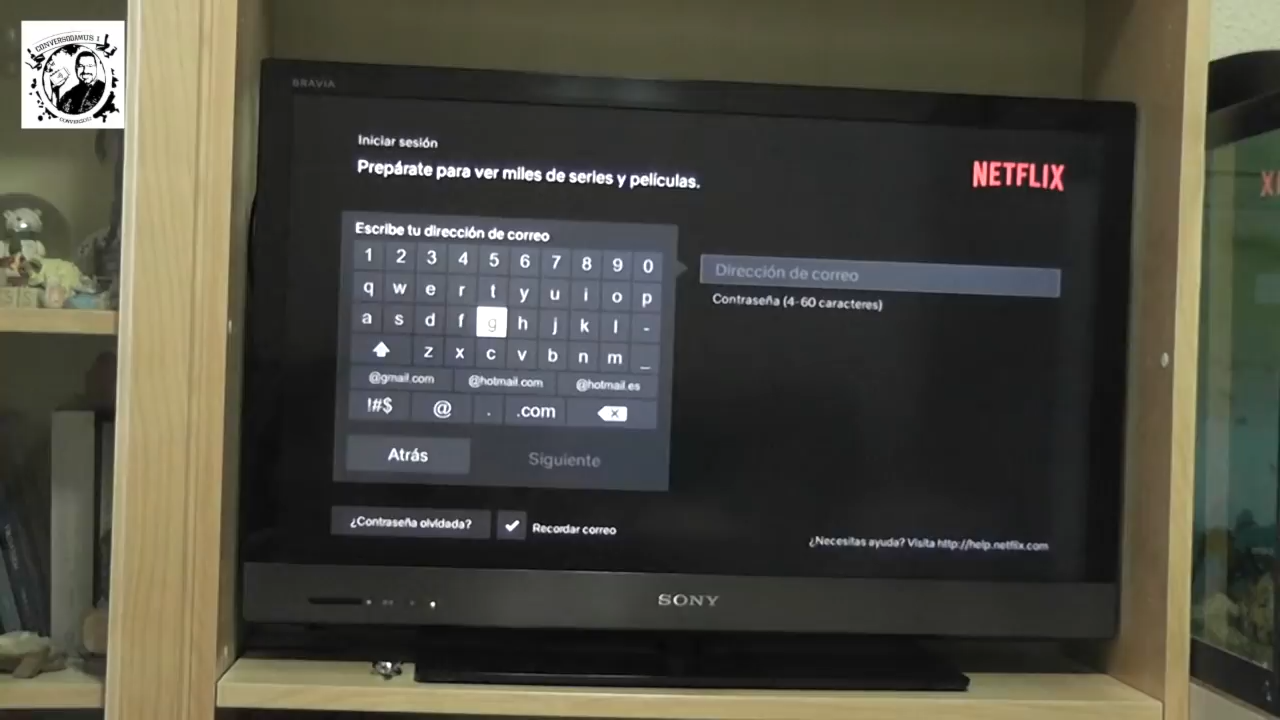 CONVERSODAMUS I
CONVERSUS
BRAVIA
Iniciar sesión
Prepárate para ver miles de series y películas.
NETFLIX
Escribe tu dirección de correo
1 2 3 4 5 6 7 8 9 0
q w e r t y u i o p
a s d f g h j k l -
z x c v b n m _
@gmail.com @hotmail.com @hotmail.es
!#$ @ . .com
Atrás Siguiente
Dirección de correo
Contraseña (4-60 caracteres)
¿Contraseña olvidada? Recordar correo
¿Necesitas ayuda? Visita http://help.netflix.com
SONY